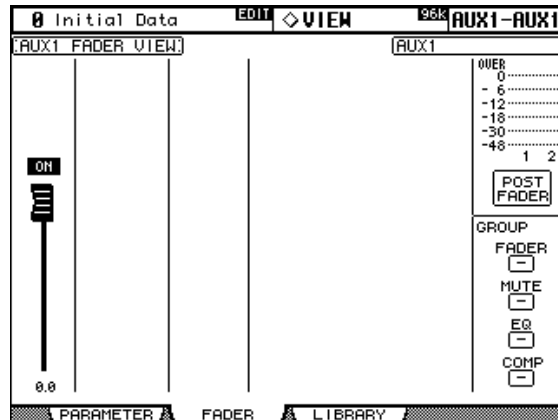 0 Initial Data EDIT ◇VIEW 96k AUX1-AUX1
AUX1 FADER VIEW AUX1
OVER
0
- 6
-12
-18
-30
-48
1 2
ON
POST
FADER
GROUP
FADER
-
MUTE
-
EQ
-
COMP
-
0.0
PARAMETER FADER LIBRARY